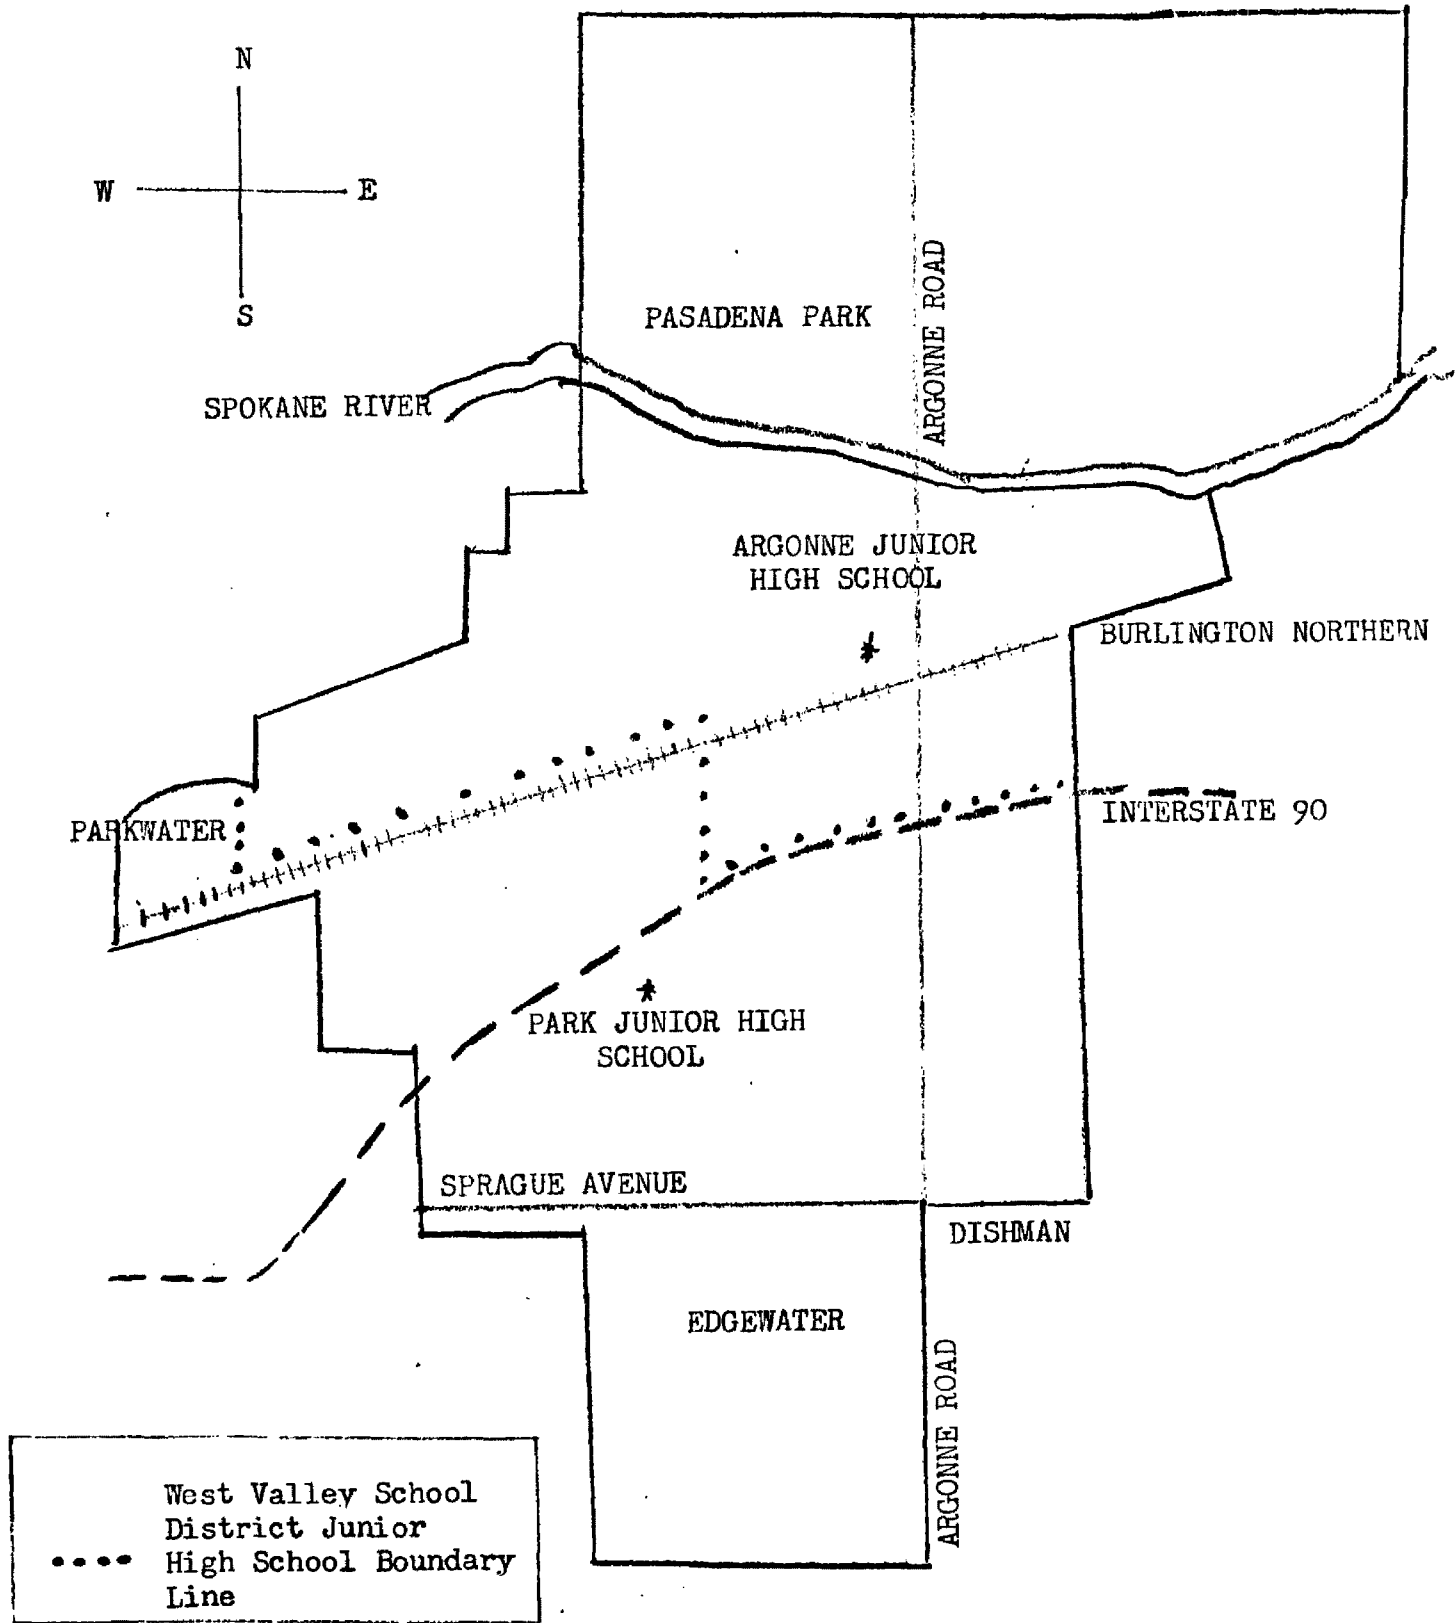 N
W
E
S
PASADENA PARK
ARGONNE ROAD
SPOKANE RIVER
ARGONNE JUNIOR
HIGH SCHOOL
BURLINGTON NORTHERN
PARKWATER
INTERSTATE 90
PARK JUNIOR HIGH
SCHOOL
SPRAGUE AVENUE
DISHMAN
EDGEWATER
ARGONNE ROAD
West Valley School
District Junior
High School Boundary
Line